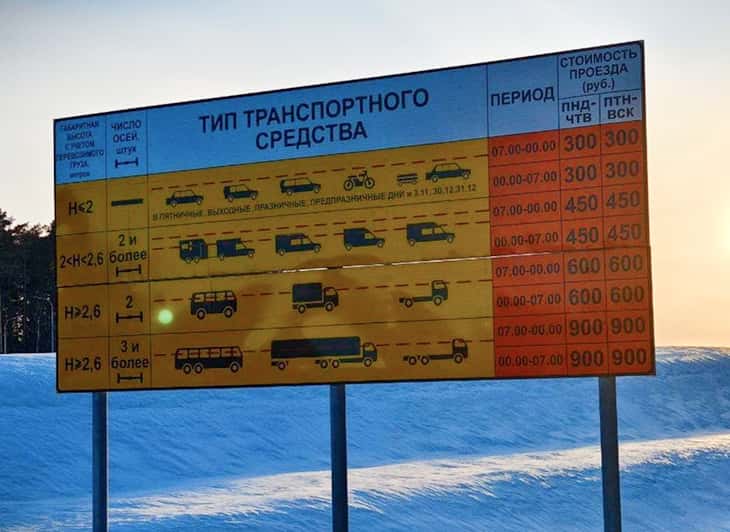 ГАБАРИТНАЯ
ВЫСОТА
С УЧЕТОМ
ПЕРЕВОЗИМОГО
ГРУЗА,
метров
ЧИСЛО
ОСЕЙ,
штук
ТИП ТРАНСПОРТНОГО
СРЕДСТВА
ПЕРИОД
СТОИМОСТЬ
ПРОЕЗДА
(руб.)
ПНД-
ЧТВ
ПТН-
ВСК
H≤2
В ПЯТНИЧНЫЕ, ВЫХОДНЫЕ, ПРАЗНИЧНЫЕ, ПРЕДПРАЗНИЧНЫЕ ДНИ и 3.11, 30.12,31.12
07.00-00.00 300 300
00.00-07.00 300 300
2<H<2,6
2 и
более
07.00-00.00 450 450
00.00-07.00 450 450
H≥2,6
2
07.00-00.00 600 600
00.00-07.00 600 600
H≥2,6
3 и
более
07.00-00.00 900 900
00.00-07.00 900 900